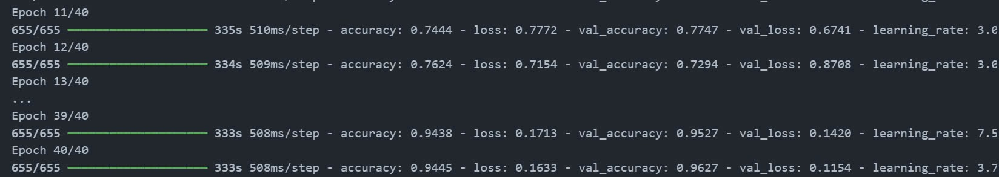 Epoch 11/40
655/655 ━━━━━━━━━━━━━━━━━━━━ 335s 510ms/step - accuracy: 0.7444 - loss: 0.7772 - val_accuracy: 0.7747 - val_loss: 0.6741 - learning_rate: 3.0
Epoch 12/40
655/655 ━━━━━━━━━━━━━━━━━━━━ 334s 509ms/step - accuracy: 0.7624 - loss: 0.7154 - val_accuracy: 0.7294 - val_loss: 0.8708 - learning_rate: 3.0
Epoch 13/40
...
Epoch 39/40
655/655 ━━━━━━━━━━━━━━━━━━━━ 333s 508ms/step - accuracy: 0.9438 - loss: 0.1713 - val_accuracy: 0.9527 - val_loss: 0.1420 - learning_rate: 7.5
Epoch 40/40
655/655 ━━━━━━━━━━━━━━━━━━━━ 333s 508ms/step - accuracy: 0.9445 - loss: 0.1633 - val_accuracy: 0.9627 - val_loss: 0.1154 - learning_rate: 3.7